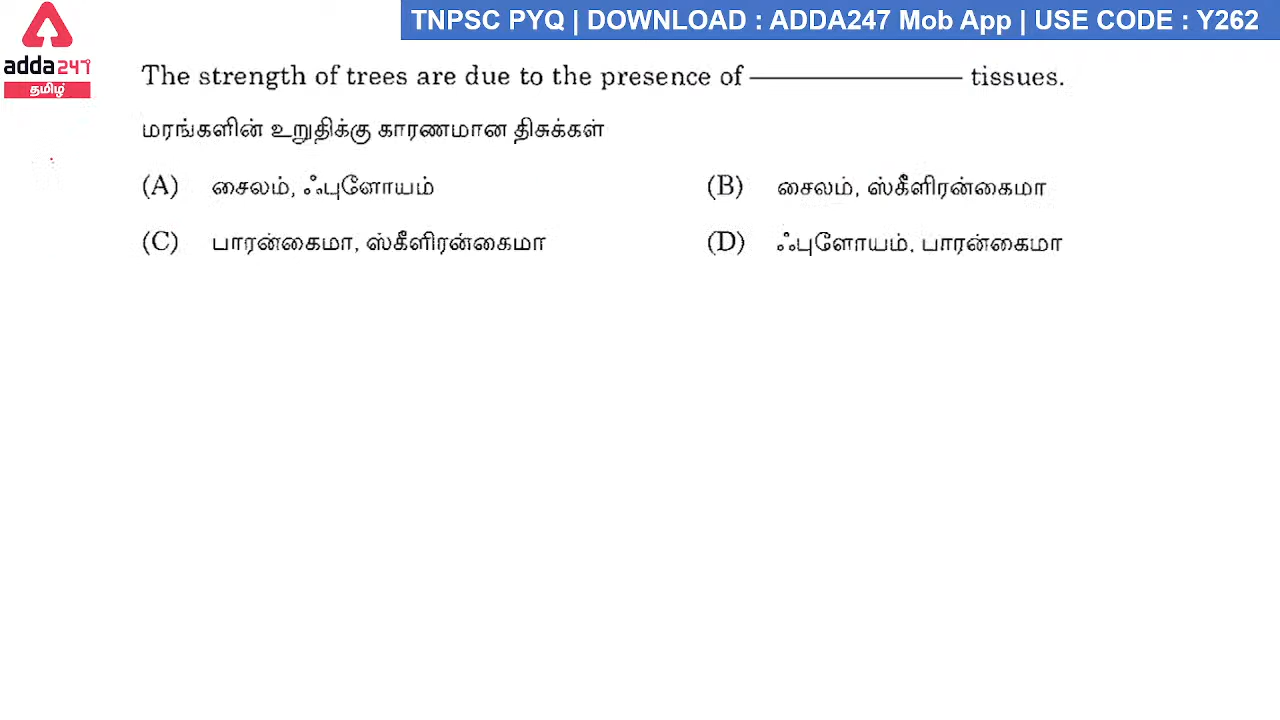 TNPSC PYQ | DOWNLOAD : ADDA247 Mob App | USE CODE : Y262
adda247
தமிழ்
The strength of trees are due to the presence of ———————— tissues.
மரங்களின் உறுதிக்கு காரணமான திசுக்கள்
(A) சைலம், ஃபுளோயம் (B) சைலம், ஸ்கீளிரன்கைமா
(C) பாரன்கைமா, ஸ்கீளிரன்கைமா (D) ஃபுளோயம். பாரன்கைமா